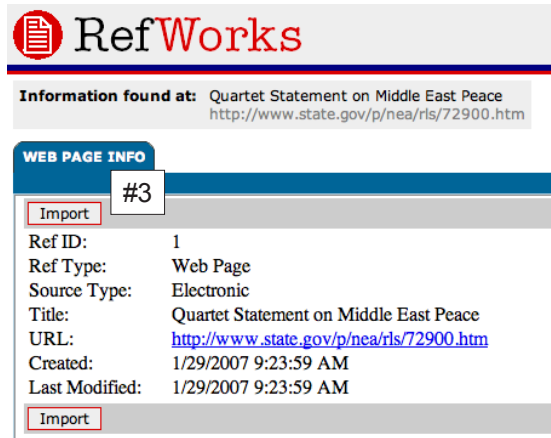 RefWorks
Information found at: Quartet Statement on Middle East Peace
http://www.state.gov/p/nea/rls/72900.htm
WEB PAGE INFO
#3
Import
Ref ID: 1
Ref Type: Web Page
Source Type: Electronic
Title: Quartet Statement on Middle East Peace
URL: http://www.state.gov/p/nea/rls/72900.htm
Created: 1/29/2007 9:23:59 AM
Last Modified: 1/29/2007 9:23:59 AM
Import